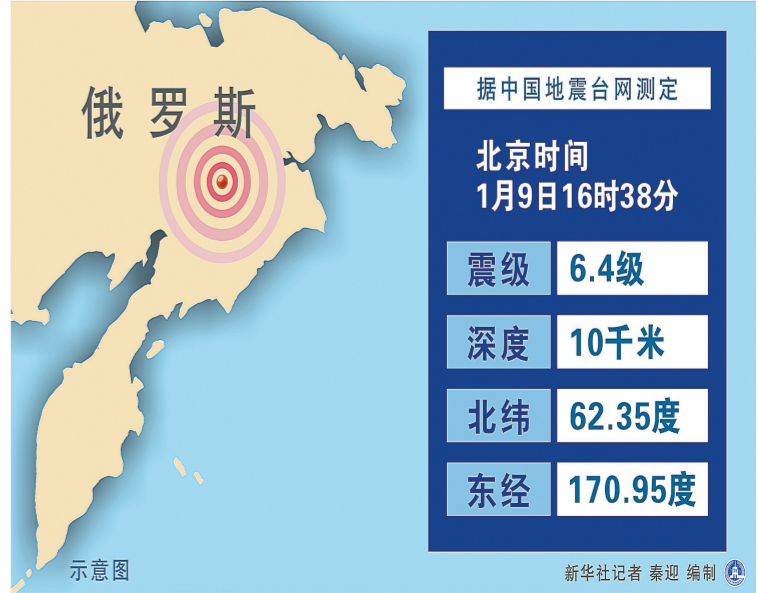 俄罗斯
据中国地震台网测定
北京时间
1月9日16时38分
震级 6.4级
深度 10千米
北纬 62.35度
东经 170.95度
示意图
新华社记者 秦迎 编制